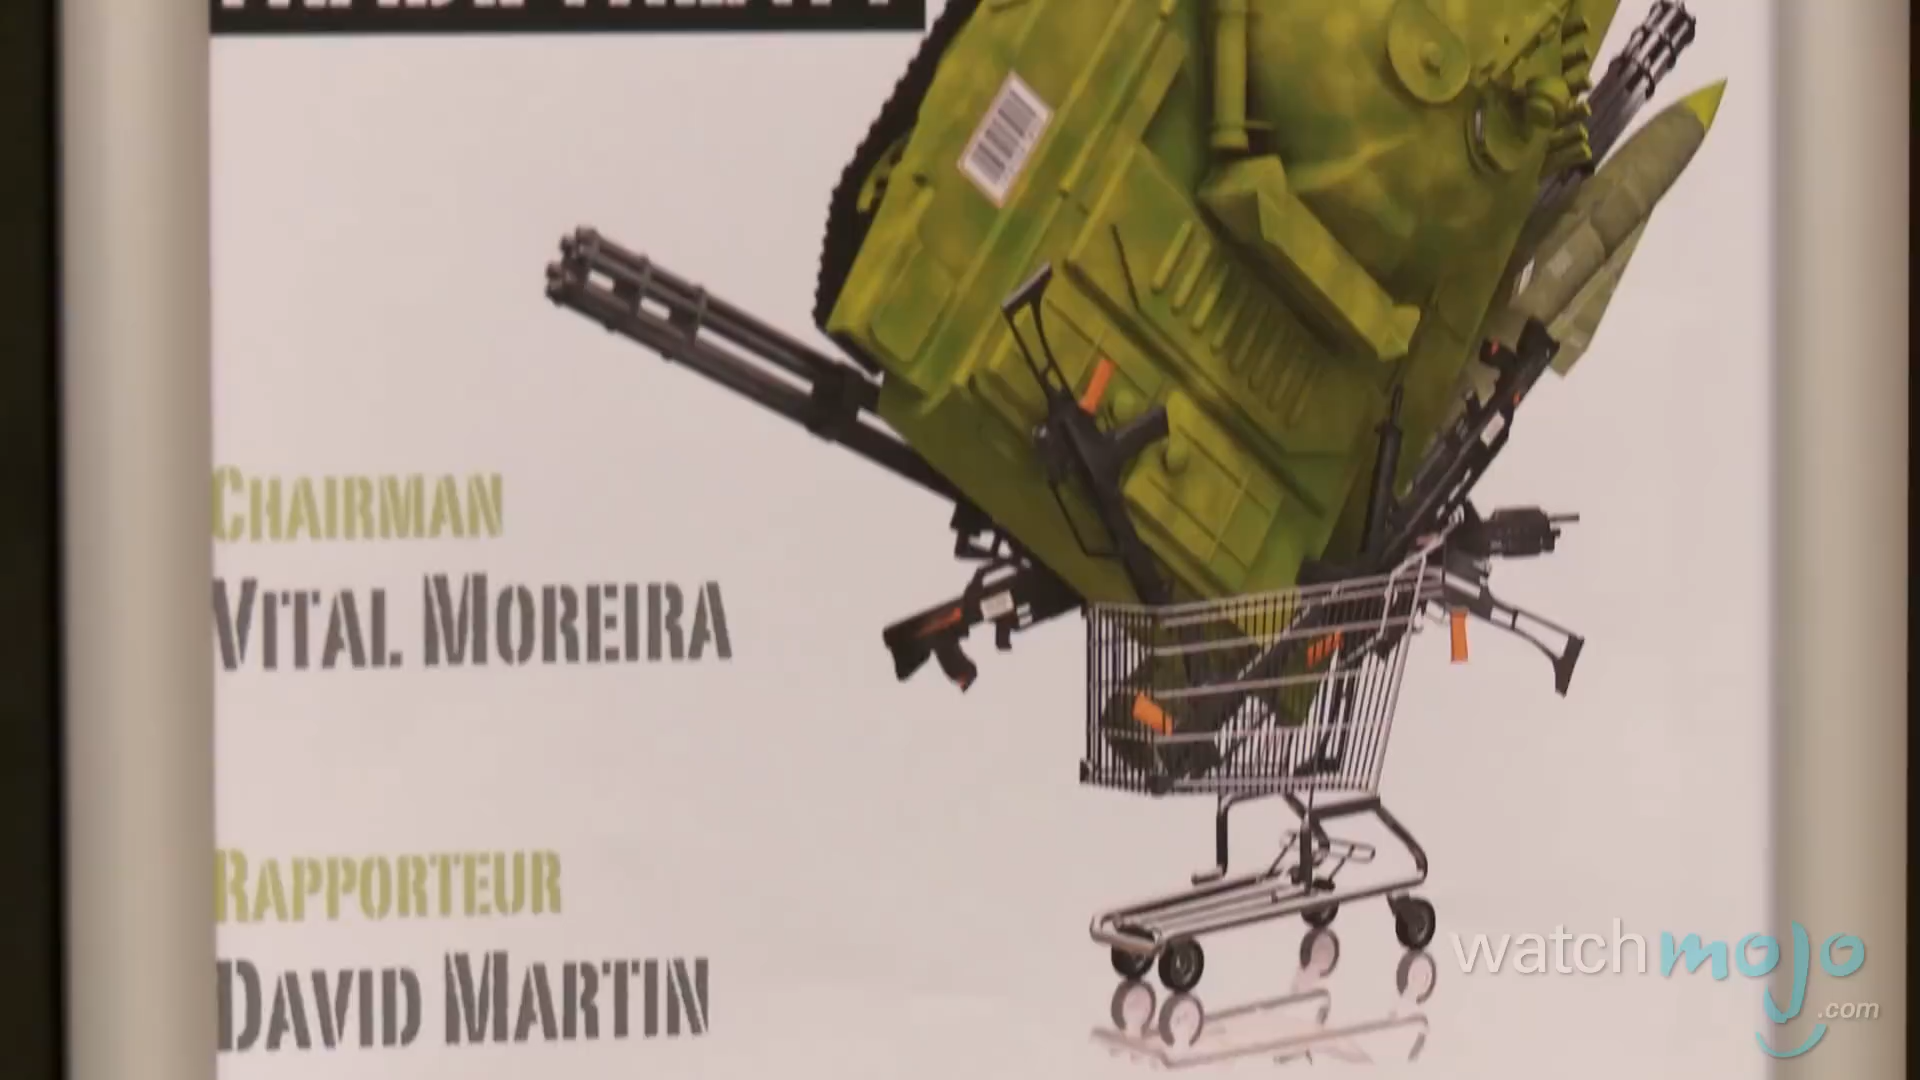 CHAIRMAN
VITAL MOREIRA
RAPPORTEUR
DAVID MARTIN
watchmojo
.com